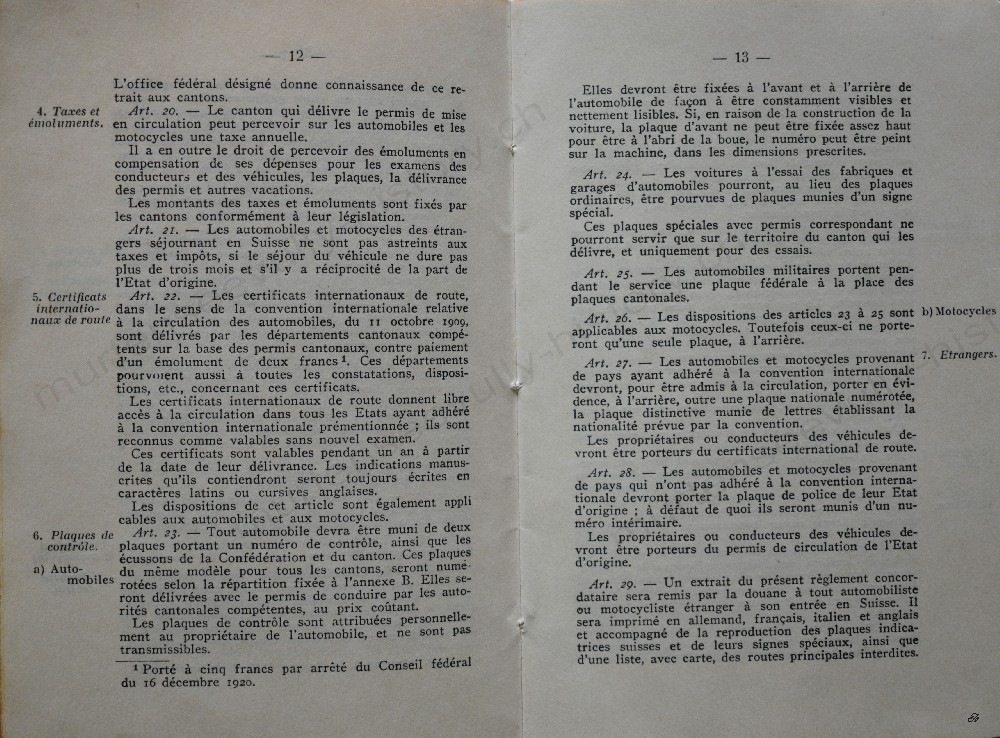 — 12 —
L'office fédéral désigné donne connaissance de ce re-
trait aux cantons.
4. Taxes et
émoluments.
Art. 20. — Le canton qui délivre le permis de mise
en circulation peut percevoir sur les automobiles et les
motocycles une taxe annuelle.
Il a en outre le droit de percevoir des émoluments en
compensation de ses dépenses pour les examens des
conducteurs et des véhicules, les plaques, la délivrance
des permis et autres vacations.
Les montants des taxes et émoluments sont fixés par
les cantons conformément à leur législation.
Art. 21. — Les automobiles et motocycles des étran-
gers séjournant en Suisse ne sont pas astreints aux
taxes et impôts, si le séjour du véhicule ne dure pas
plus de trois mois et s'il y a réciprocité de la part de
l'Etat d'origine.
5. Certificats
internatio-
naux de route
Art. 22. — Les certificats internationaux de route,
dans le sens de la convention internationale relative
à la circulation des automobiles, du 11 octobre 1909,
sont délivrés par les départements cantonaux compé-
tents sur la base des permis cantonaux, contre paiement
d'un émolument de deux francs ¹. Ces départements
pourvoient aussi à toutes les constatations, disposi-
tions, etc., concernant ces certificats.
Les certificats internationaux de route donnent libre
accès à la circulation dans tous les Etats ayant adhéré
à la convention internationale prémentionnée ; ils sont
reconnus comme valables sans nouvel examen.
Ces certificats sont valables pendant un an à partir
de la date de leur délivrance. Les indications manus-
crites qu'ils contiendront seront toujours écrites en
caractères latins ou cursives anglaises.
Les dispositions de cet article sont également appli
cables aux automobiles et aux motocycles.
6. Plaques de
contrôle.
a) Auto-
mobiles
Art. 23. — Tout automobile devra être muni de deux
plaques portant un numéro de contrôle, ainsi que les
écussons de la Confédération et du canton. Ces plaques
du même modèle pour tous les cantons, seront numé-
rotées selon la répartition fixée à l'annexe B. Elles se-
ront délivrées avec le permis de conduire par les auto-
rités cantonales compétentes, au prix coûtant.
Les plaques de contrôle sont attribuées personnelle-
ment au propriétaire de l'automobile, et ne sont pas
transmissibles.
¹ Porté à cinq francs par arrêté du Conseil fédéral
du 16 décembre 1920.
— 13 —
Elles devront être fixées à l'avant et à l'arrière de
l'automobile de façon à être constamment visibles et
nettement lisibles. Si, en raison de la construction de la
voiture, la plaque d'avant ne peut être fixée assez haut
pour être à l'abri de la boue, le numéro peut être peint
sur la machine, dans les dimensions prescrites.
Art. 24. — Les voitures à l'essai des fabriques et
garages d'automobiles pourront, au lieu des plaques
ordinaires, être pourvues de plaques munies d'un signe
spécial.
Ces plaques spéciales avec permis correspondant ne
pourront servir que sur le territoire du canton qui les
délivre, et uniquement pour des essais.
Art. 25. — Les automobiles militaires portent pen-
dant le service une plaque fédérale à la place des
plaques cantonales.
Art. 26. — Les dispositions des articles 23 à 25 sont
applicables aux motocycles. Toutefois ceux-ci ne porte-
ront qu'une seule plaque, à l'arrière.
b) Motocycles
Art. 27. — Les automobiles et motocycles provenant
de pays ayant adhéré à la convention internationale
devront, pour être admis à la circulation, porter en évi-
dence, à l'arrière, outre une plaque nationale numérotée,
la plaque distinctive munie de lettres établissant la
nationalité prévue par la convention.
7. Etrangers.
Les propriétaires ou conducteurs des véhicules de-
vront être porteurs du certificats international de route.
Art. 28. — Les automobiles et motocycles provenant
de pays qui n'ont pas adhéré à la convention interna-
tionale devront porter la plaque de police de leur Etat
d'origine ; à défaut de quoi ils seront munis d'un nu-
méro intérimaire.
Les propriétaires ou conducteurs des véhicules de-
vront être porteurs du permis de circulation de l'Etat
d'origine.
Art. 29. — Un extrait du présent règlement concor-
dataire sera remis par la douane à tout automobiliste
ou motocycliste étranger à son entrée en Suisse. Il
sera imprimé en allemand, français, italien et anglais
et accompagné de la reproduction des plaques indica-
trices suisses et de leurs signes spéciaux, ainsi que
d'une liste, avec carte, des routes principales interdites.